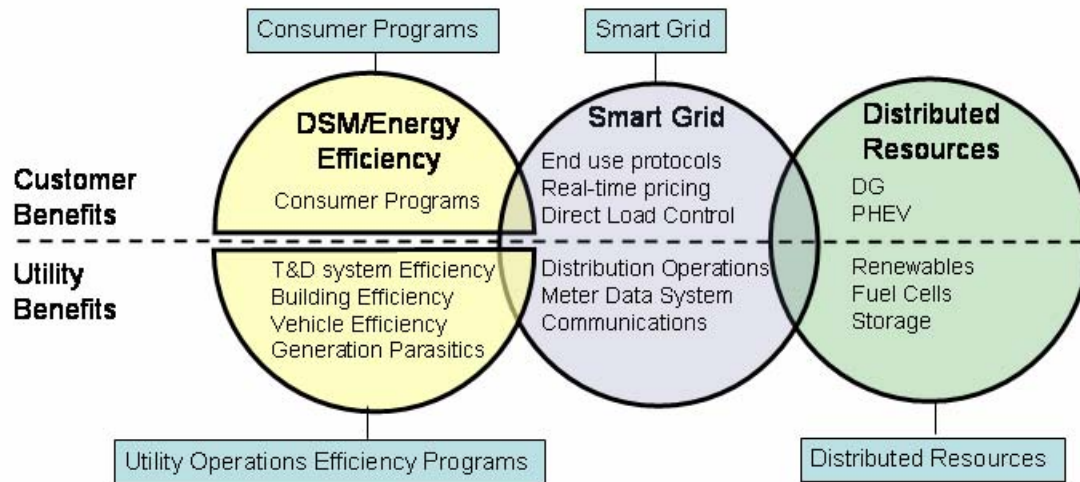 Consumer Programs
Smart Grid
DSM/Energy
Efficiency
Consumer Programs
Smart Grid
End use protocols
Real-time pricing
Direct Load Control
Distributed
Resources
DG
PHEV
Customer
Benefits
Utility
Benefits
T&D system Efficiency
Building Efficiency
Vehicle Efficiency
Generation Parasitics
Distribution Operations
Meter Data System
Communications
Renewables
Fuel Cells
Storage
Utility Operations Efficiency Programs
Distributed Resources